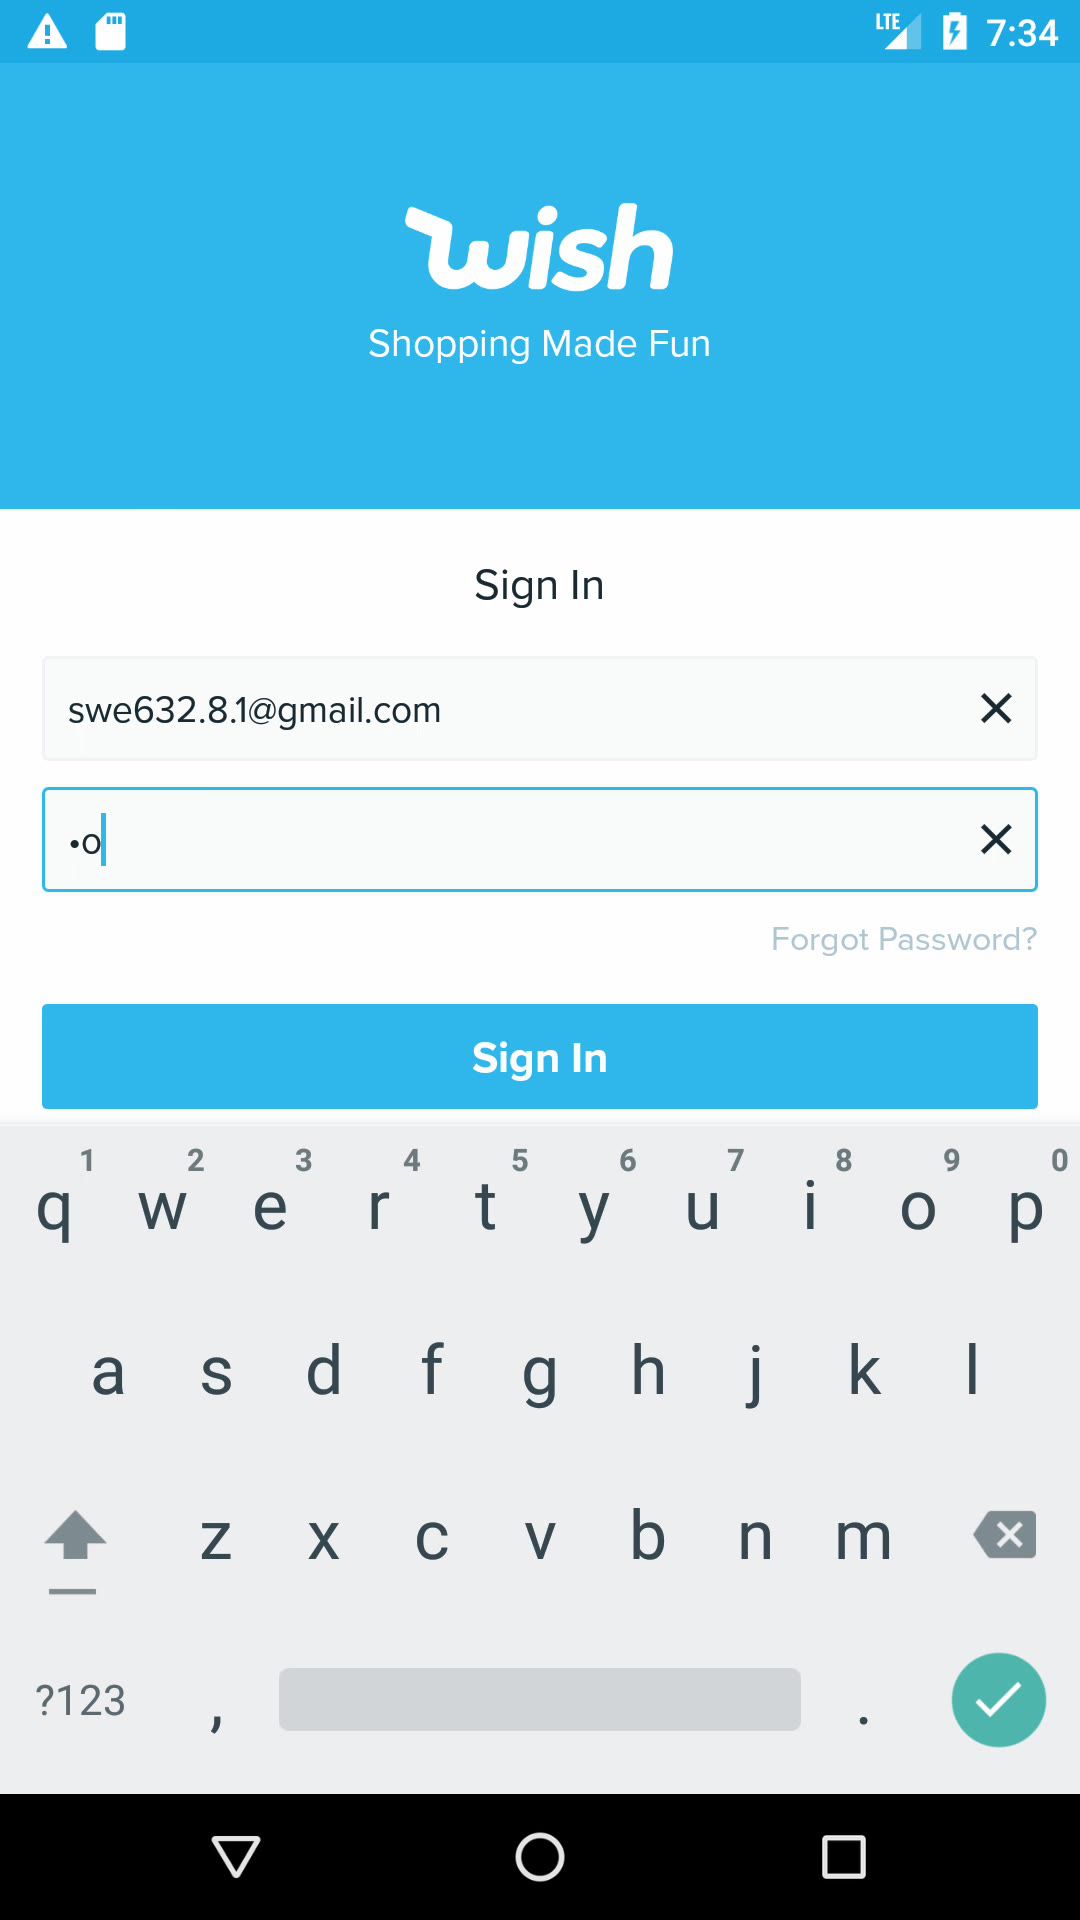 LTE 7:34
wish
Shopping Made Fun
Sign In
swe632.8.1@gmail.com
•o
Forgot Password?
Sign In
1 2 3 4 5 6 7 8 9 0
q w e r t y u i o p
a s d f g h j k l
z x c v b n m
?123 , .